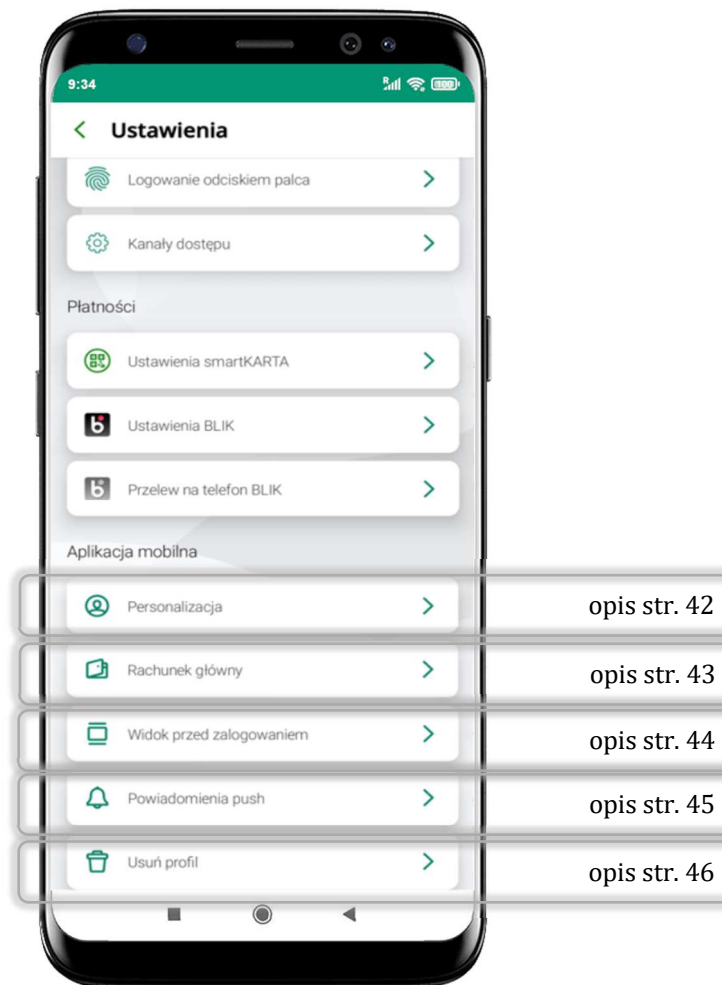 9:34
R 100
Ustawienia
Logowanie odciskiem palca
Kanały dostępu
Płatności
Ustawienia smartKARTA
Ustawienia BLIK
Przelew na telefon BLIK
Aplikacja mobilna
Personalizacja opis str. 42
Rachunek główny opis str. 43
Widok przed zalogowaniem opis str. 44
Powiadomienia push opis str. 45
Usuń profil opis str. 46